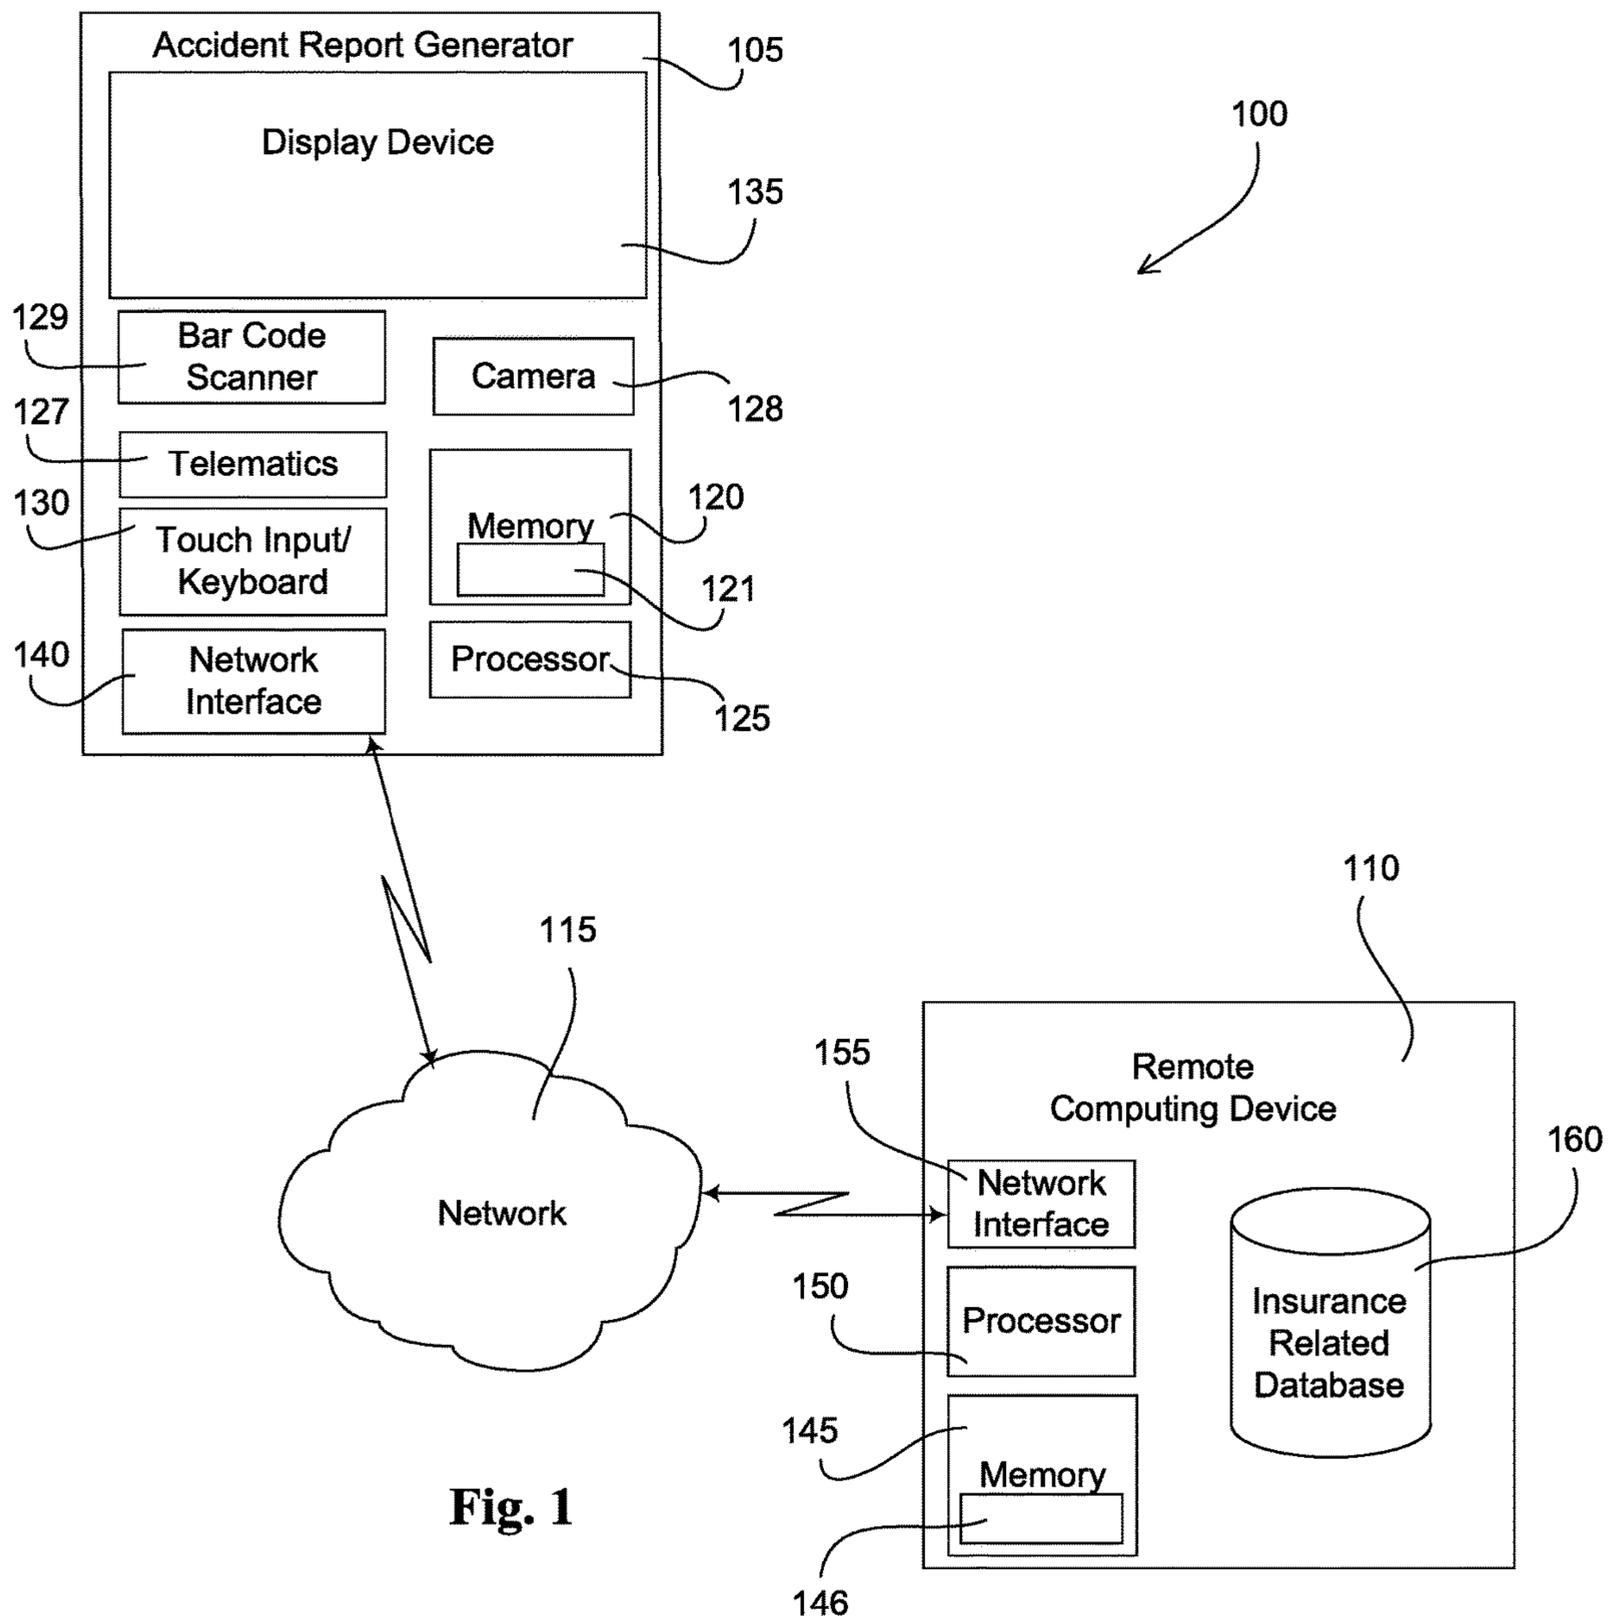 Accident Report Generator
105
Display Device
135
100
129
Bar Code
Scanner
Camera
128
127
Telematics
130
Touch Input/
Keyboard
Memory
120
121
140
Network
Interface
Processor
125
115
Network
110
Remote
Computing Device
155
Network
Interface
160
150
Processor
Insurance
Related
Database
145
Memory
146
Fig. 1